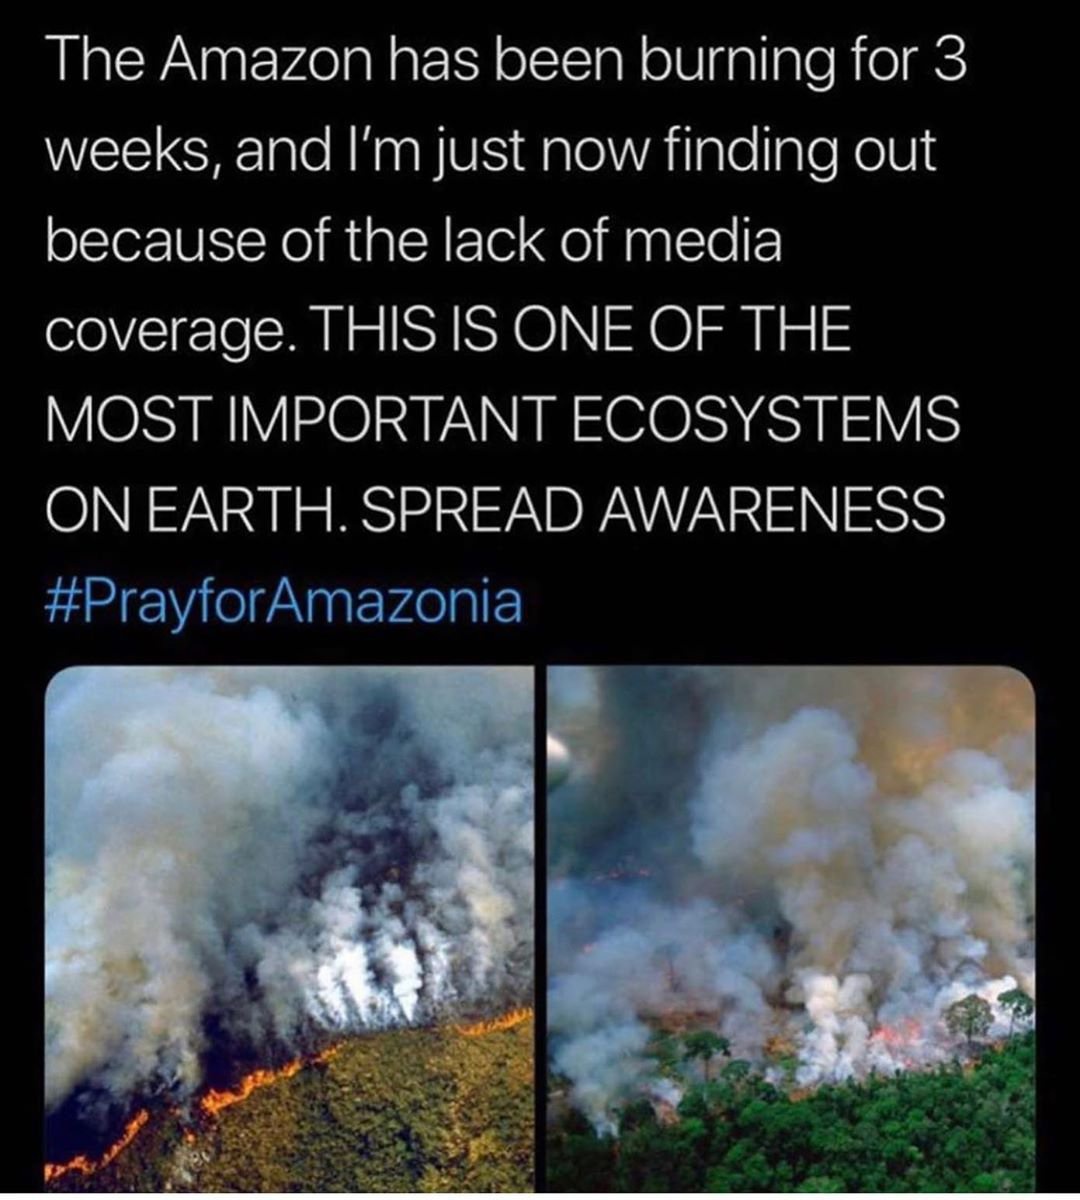 The Amazon has been burning for 3
weeks, and I'm just now finding out
because of the lack of media
coverage. THIS IS ONE OF THE
MOST IMPORTANT ECOSYSTEMS
ON EARTH. SPREAD AWARENESS
#PrayforAmazonia